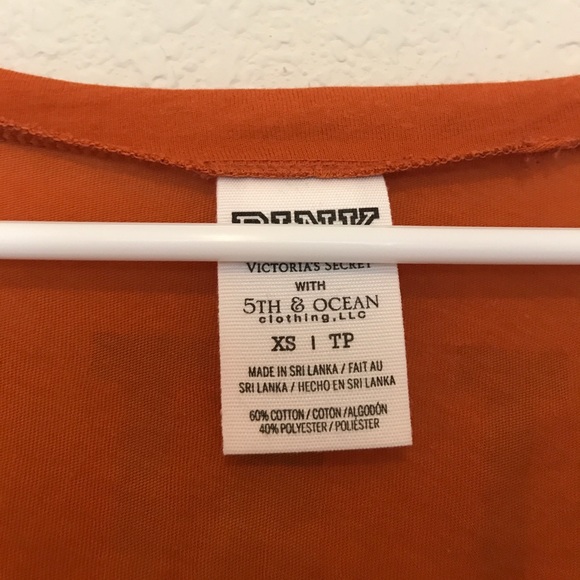 PINK
VICTORIA'S SECRET
WITH
5TH & OCEAN
clothing, LLC
XS | TP
MADE IN SRI LANKA / FAIT AU
SRI LANKA / HECHO EN SRI LANKA
60% COTTON / COTON /ALGODÓN
40% POLYESTER / POLIÉSTER